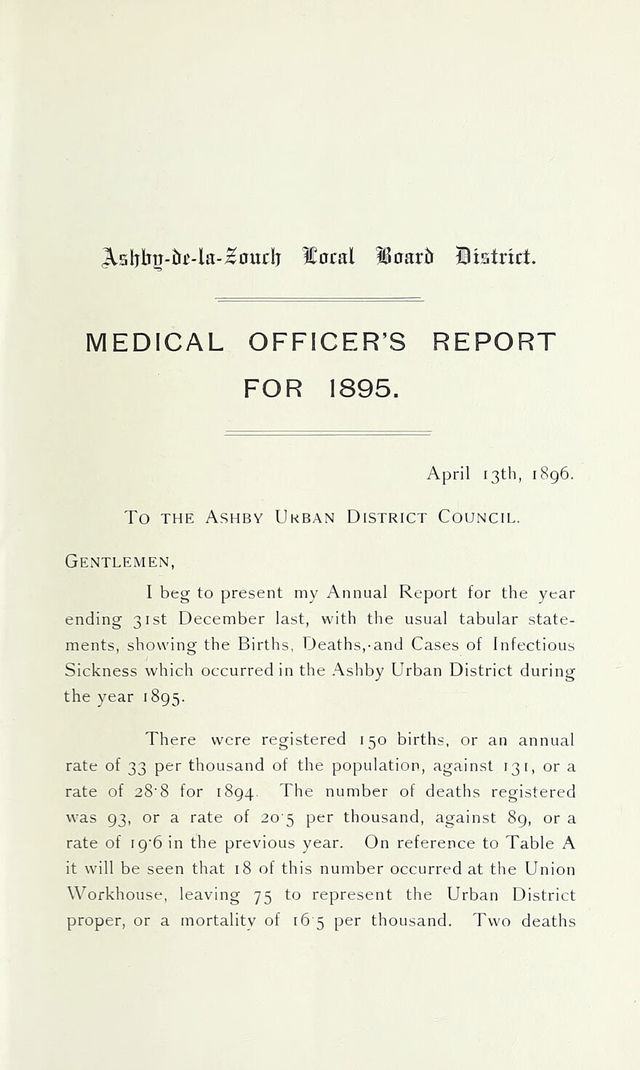 Ashby-de-la-Zouch Local Board District.
MEDICAL OFFICER'S REPORT
FOR 1895.
April 13th, 1896.
To the Ashby Urban District Council.
Gentlemen,
I beg to present my Annual Report for the year
ending 31st December last, with the usual tabular state-
ments, showing the Births, Deaths, and Cases of Infectious
Sickness which occurred in the Ashby Urban District during
the year 1895.
There were registered 150 births, or an annual
rate of 33 per thousand of the population, against 131, or a
rate of 28·8 for 1894. The number of deaths registered
was 93, or a rate of 20·5 per thousand, against 89, or a
rate of 19·6 in the previous year. On reference to Table A
it will be seen that 18 of this number occurred at the Union
Workhouse, leaving 75 to represent the Urban District
proper, or a mortality of 16·5 per thousand. Two deaths